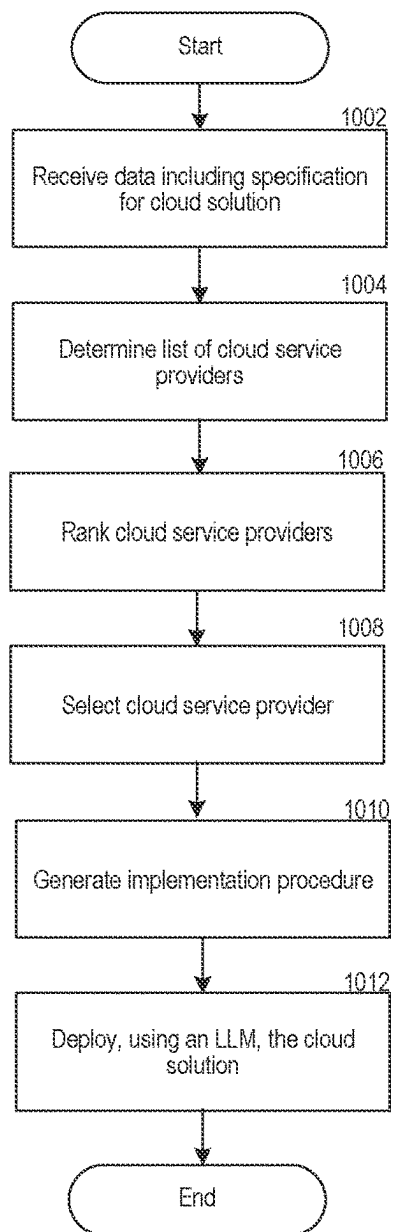 Start
1002
Receive data including specification
for cloud solution
1004
Determine list of cloud service
providers
1006
Rank cloud service providers
1008
Select cloud service provider
1010
Generate implementation procedure
1012
Deploy, using an LLM, the cloud
solution
End